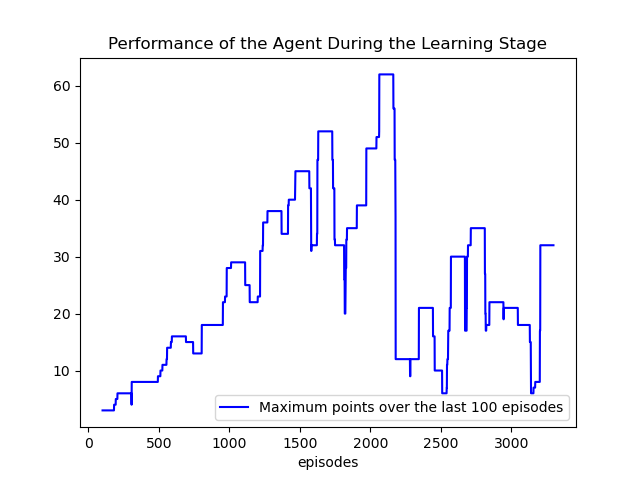 Performance of the Agent During the Learning Stage
60
50
40
30
20
10
Maximum points over the last 100 episodes
0 500 1000 1500 2000 2500 3000
episodes